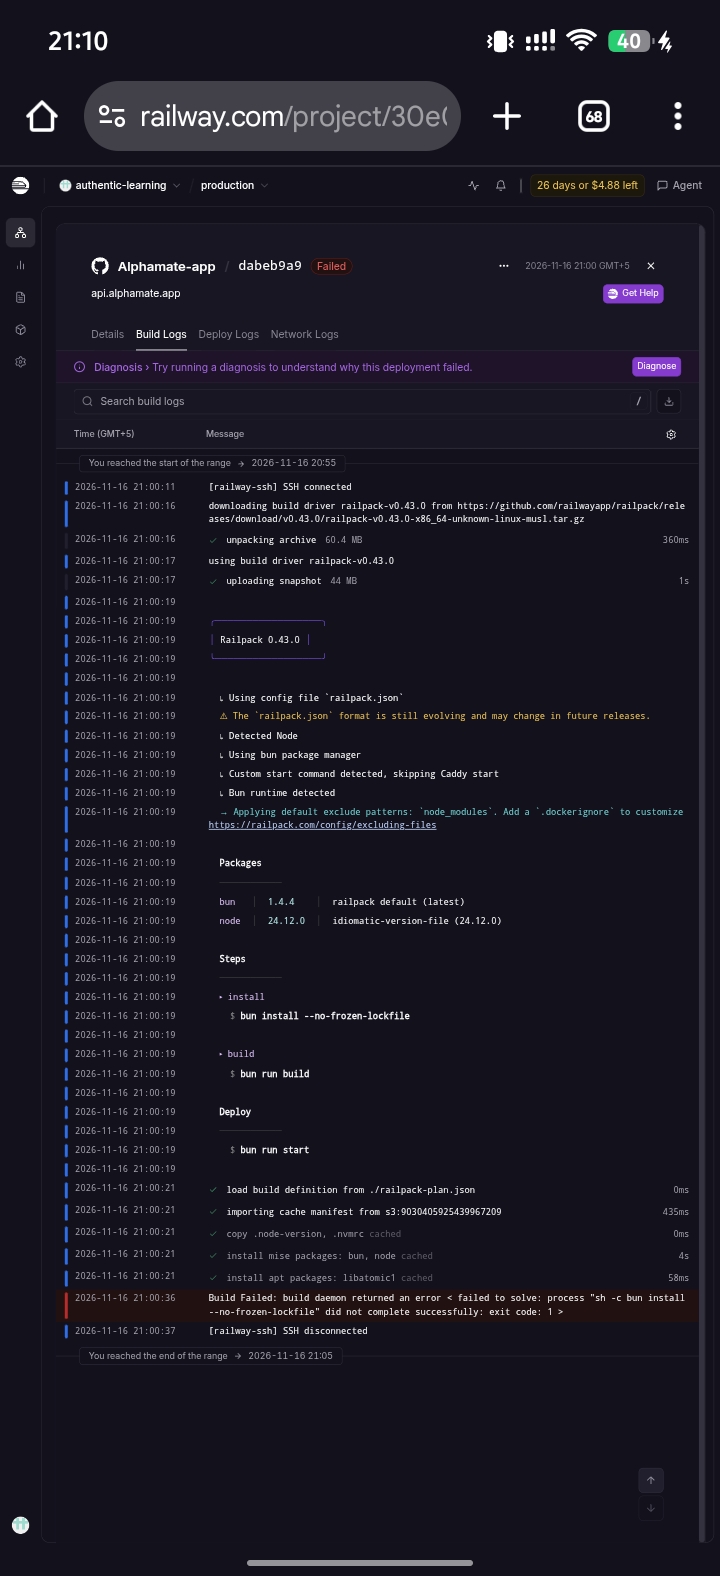 21:10
40
railway.com/project/30e
68
authentic-learning / production
26 days or $4.88 left
Agent
Alphamate-app / dabeb9a9 Failed
2026-11-16 21:00 GMT+5
api.alphamate.app
Get Help
Details Build Logs Deploy Logs Network Logs
Diagnosis › Try running a diagnosis to understand why this deployment failed.
Diagnose
Search build logs
/
Time (GMT+5) Message
You reached the start of the range → 2026-11-16 20:55
2026-11-16 21:00:11 [railway-ssh] SSH connected
2026-11-16 21:00:16 downloading build driver railpack-v0.43.0 from https://github.com/railwayapp/railpack/rele
ases/download/v0.43.0/railpack-v0.43.0-x86_64-unknown-linux-musl.tar.gz
2026-11-16 21:00:16 ✓ unpacking archive 60.4 MB 360ms
2026-11-16 21:00:17 using build driver railpack-v0.43.0
2026-11-16 21:00:17 ✓ uploading snapshot 44 MB 1s
2026-11-16 21:00:19
2026-11-16 21:00:19
2026-11-16 21:00:19 │ Railpack 0.43.0 │
2026-11-16 21:00:19
2026-11-16 21:00:19
2026-11-16 21:00:19 ↳ Using config file `railpack.json`
2026-11-16 21:00:19 ⚠ The `railpack.json` format is still evolving and may change in future releases.
2026-11-16 21:00:19 ↳ Detected Node
2026-11-16 21:00:19 ↳ Using bun package manager
2026-11-16 21:00:19 ↳ Custom start command detected, skipping Caddy start
2026-11-16 21:00:19 ↳ Bun runtime detected
2026-11-16 21:00:19 → Applying default exclude patterns: `node_modules`. Add a `.dockerignore` to customize
https://railpack.com/config/excluding-files
2026-11-16 21:00:19
2026-11-16 21:00:19 Packages
2026-11-16 21:00:19
2026-11-16 21:00:19 bun │ 1.4.4 │ railpack default (latest)
2026-11-16 21:00:19 node │ 24.12.0 │ idiomatic-version-file (24.12.0)
2026-11-16 21:00:19
2026-11-16 21:00:19 Steps
2026-11-16 21:00:19
2026-11-16 21:00:19 ▸ install
2026-11-16 21:00:19 $ bun install --no-frozen-lockfile
2026-11-16 21:00:19
2026-11-16 21:00:19 ▸ build
2026-11-16 21:00:19 $ bun run build
2026-11-16 21:00:19
2026-11-16 21:00:19 Deploy
2026-11-16 21:00:19
2026-11-16 21:00:19 $ bun run start
2026-11-16 21:00:19
2026-11-16 21:00:21 ✓ load build definition from ./railpack-plan.json 0ms
2026-11-16 21:00:21 ✓ importing cache manifest from s3:9030405925439967209 435ms
2026-11-16 21:00:21 ✓ copy .node-version, .nvmrc cached 0ms
2026-11-16 21:00:21 ✓ install mise packages: bun, node cached 4s
2026-11-16 21:00:21 ✓ install apt packages: libatomic1 cached 58ms
2026-11-16 21:00:36 Build Failed: build daemon returned an error < failed to solve: process "sh -c bun install
--no-frozen-lockfile" did not complete successfully: exit code: 1 >
2026-11-16 21:00:37 [railway-ssh] SSH disconnected
You reached the end of the range → 2026-11-16 21:05